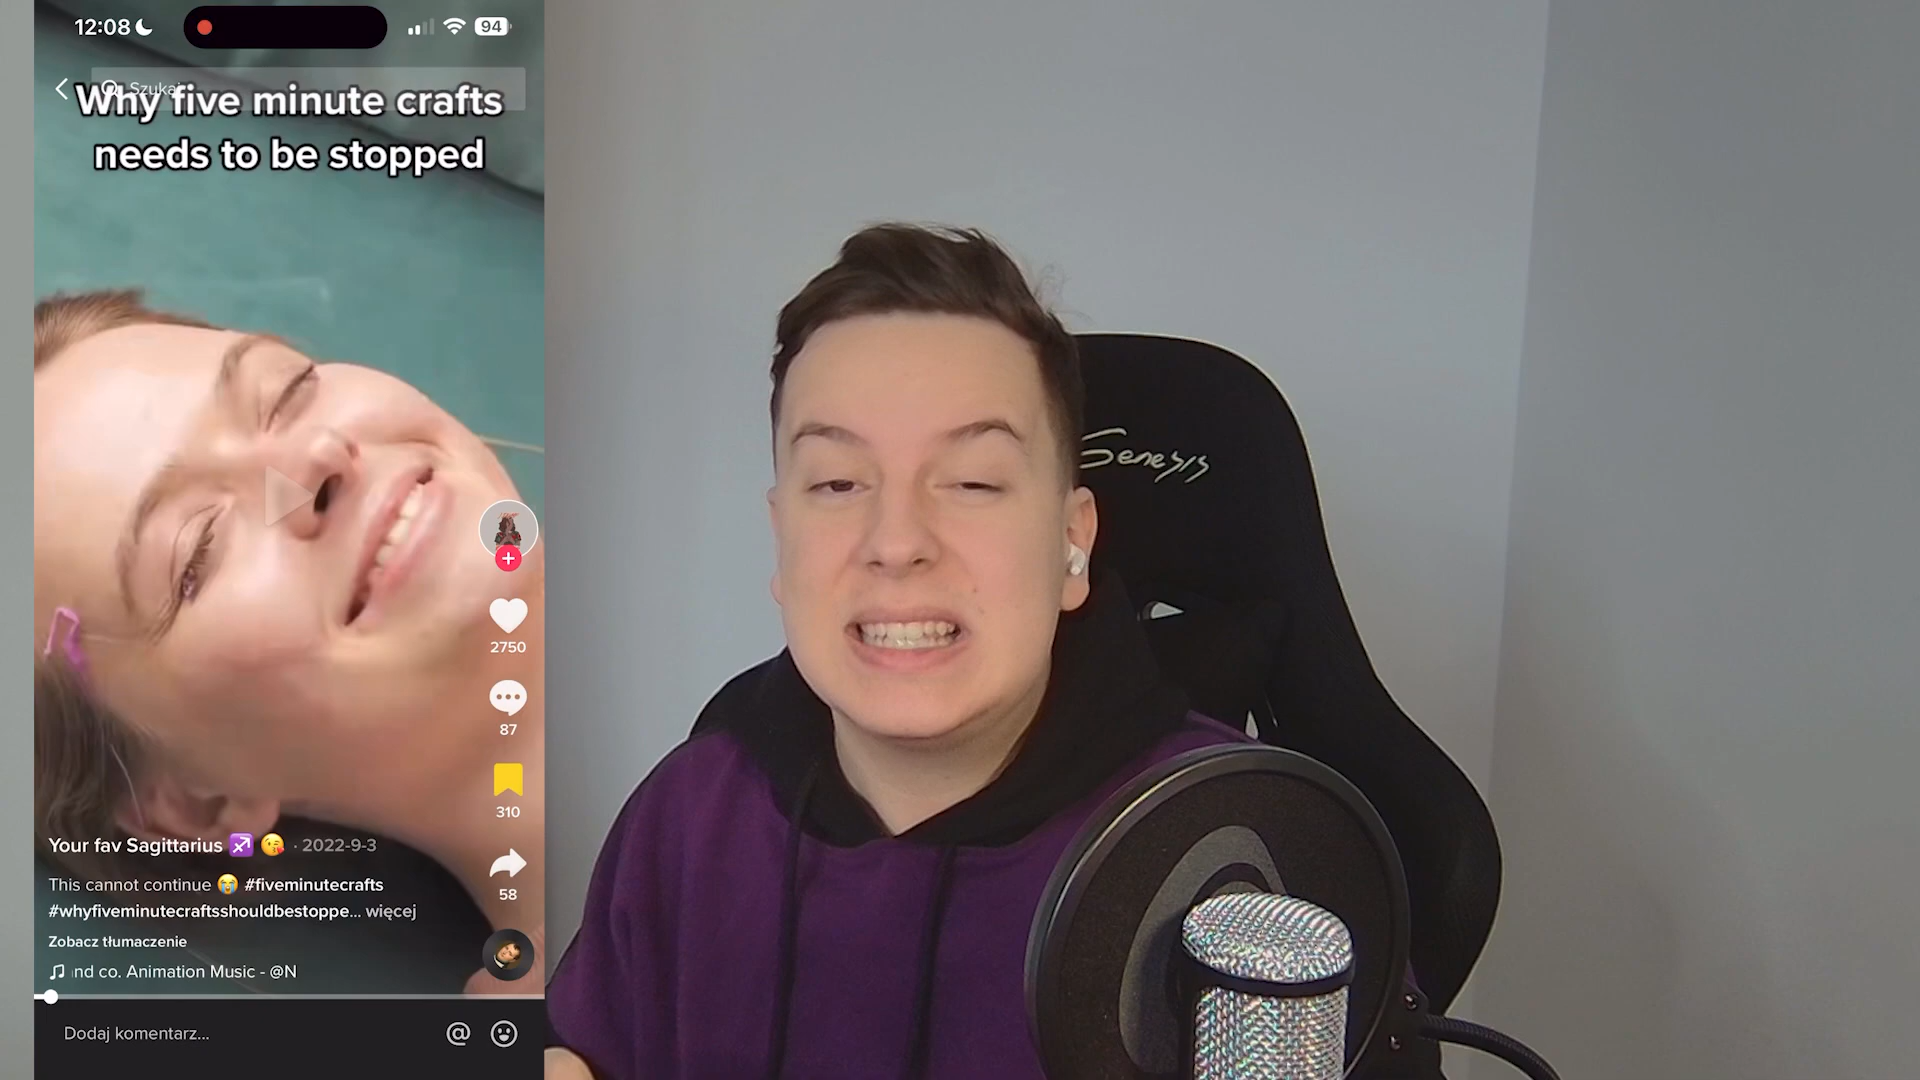 12:08
94
Szukaj
Why five minute crafts
needs to be stopped
Genesis
2750
87
310
58
Your fav Sagittarius ♐ 😘 · 2022-9-3
This cannot continue 😭 #fiveminutecrafts
#whyfiveminutecraftsshouldbestoppe... więcej
Zobacz tłumaczenie
nd co. Animation Music - @N
Dodaj komentarz...